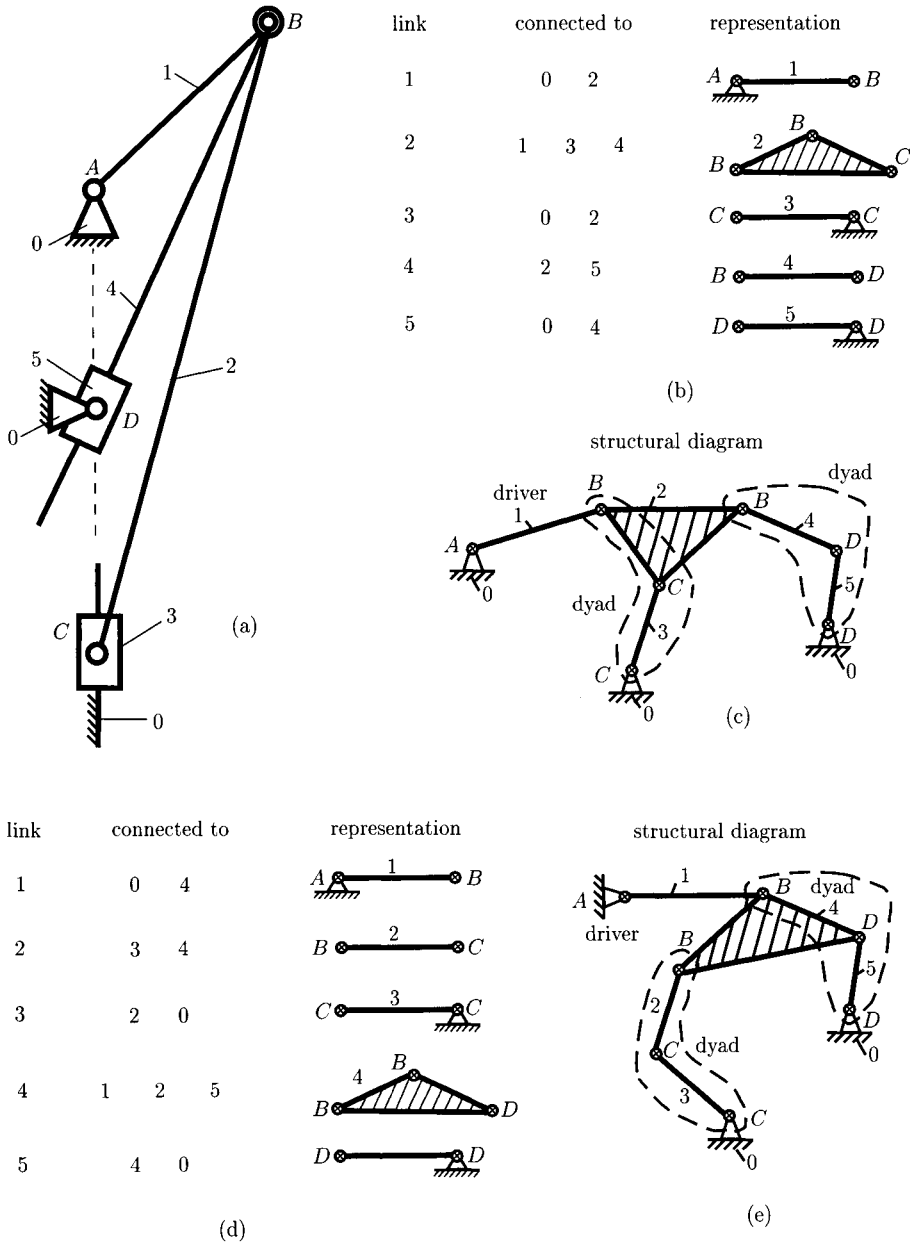 B
1
A
0
4
5
2
D
0
C
3
(a)
0
link connected to representation
1 0 2 A 1 B
2 1 3 4 B 2 B C
3 0 2 C 3 C
4 2 5 B 4 D
5 0 4 D 5 D
(b)
structural diagram
dyad
driver B 2 B
1 4
A D
0 C 5
dyad
3 D
C 0
0
(c)
link connected to representation
1 0 4 A 1 B
2 3 4 B 2 C
3 2 0 C 3 C
4 1 2 5 B 4 B D
5 4 0 D 5 D
(d)
structural diagram
1 B dyad
A 4
driver B D
5
2 D
C dyad 0
3 C
0
(e)